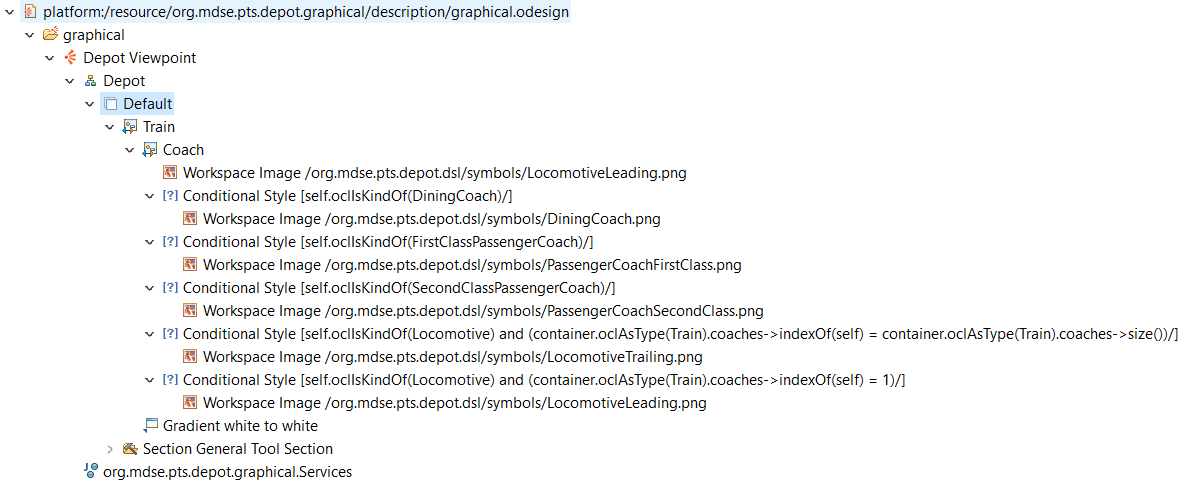 platform:/resource/org.mdse.pts.depot.graphical/description/graphical.odesign
graphical
Depot Viewpoint
Depot
Default
Train
Coach
Workspace Image /org.mdse.pts.depot.dsl/symbols/LocomotiveLeading.png
[?] Conditional Style [self.oclIsKindOf(DiningCoach)/]
Workspace Image /org.mdse.pts.depot.dsl/symbols/DiningCoach.png
[?] Conditional Style [self.oclIsKindOf(FirstClassPassengerCoach)/]
Workspace Image /org.mdse.pts.depot.dsl/symbols/PassengerCoachFirstClass.png
[?] Conditional Style [self.oclIsKindOf(SecondClassPassengerCoach)/]
Workspace Image /org.mdse.pts.depot.dsl/symbols/PassengerCoachSecondClass.png
[?] Conditional Style [self.oclIsKindOf(Locomotive) and (container.oclAsType(Train).coaches->indexOf(self) = container.oclAsType(Train).coaches->size())/]
Workspace Image /org.mdse.pts.depot.dsl/symbols/LocomotiveTrailing.png
[?] Conditional Style [self.oclIsKindOf(Locomotive) and (container.oclAsType(Train).coaches->indexOf(self) = 1)/]
Workspace Image /org.mdse.pts.depot.dsl/symbols/LocomotiveLeading.png
Gradient white to white
Section General Tool Section
org.mdse.pts.depot.graphical.Services